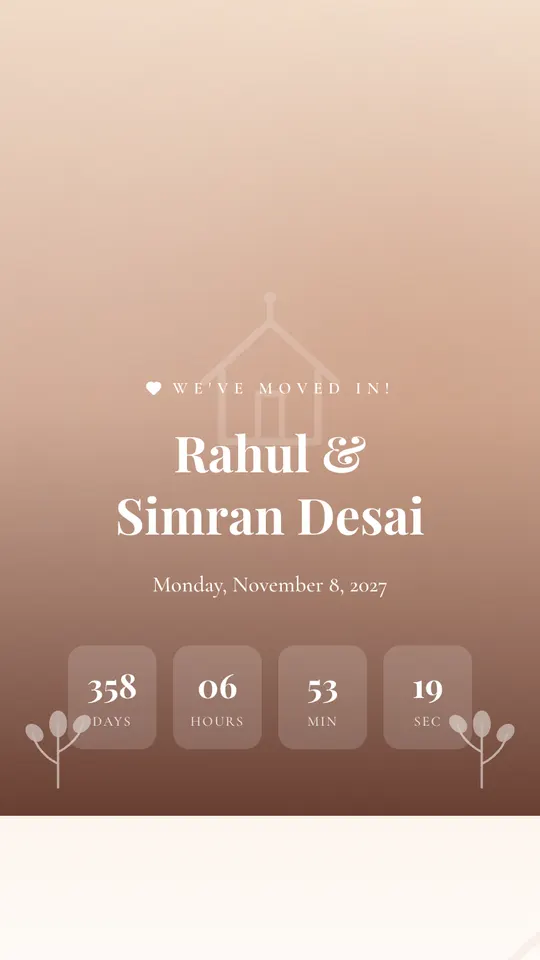 WE'VE MOVED IN!
Rahul &
Simran Desai
Monday, November 8, 2027
358 06 53 19
DAYS HOURS MIN SEC